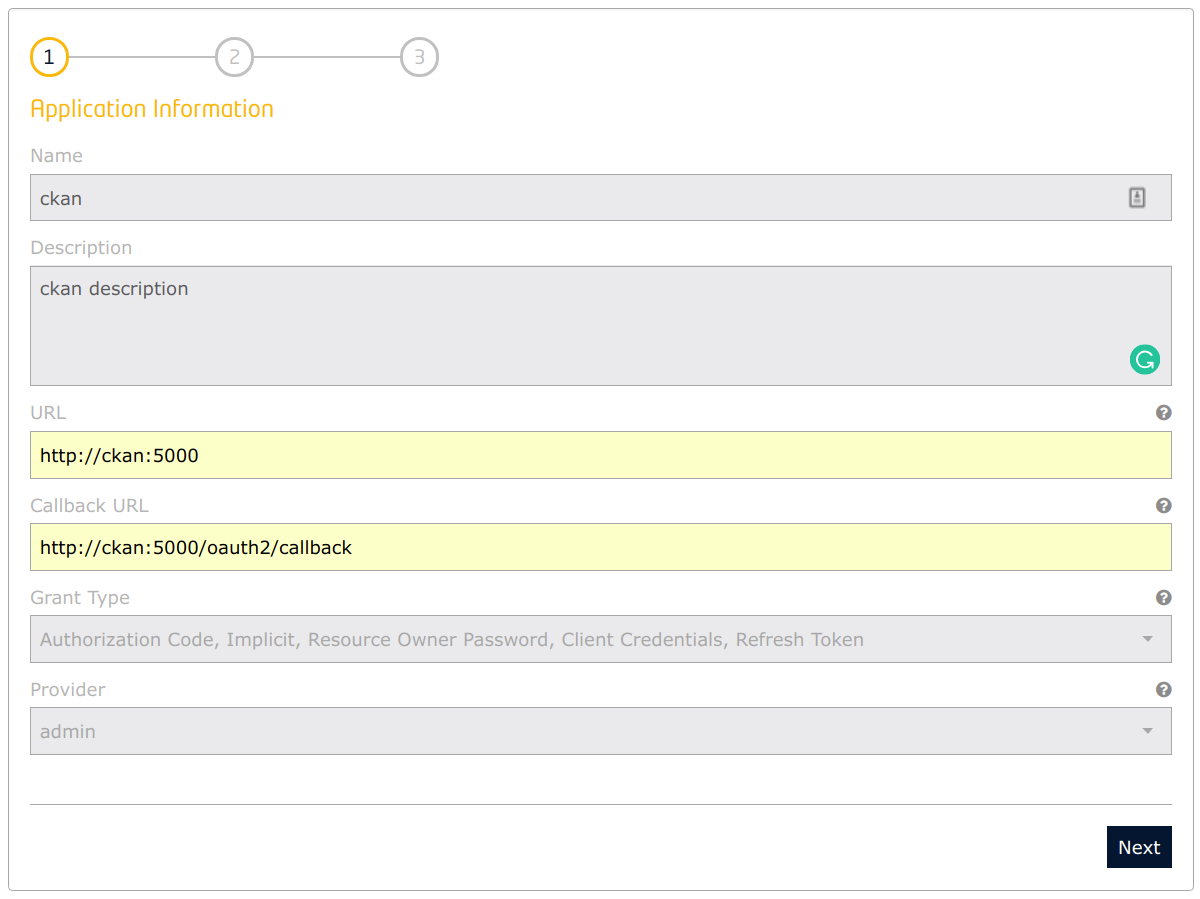 1 2 3
Application Information
Name
ckan
Description
ckan description
URL
http://ckan:5000
Callback URL
http://ckan:5000/oauth2/callback
Grant Type
Authorization Code, Implicit, Resource Owner Password, Client Credentials, Refresh Token
Provider
admin
Next